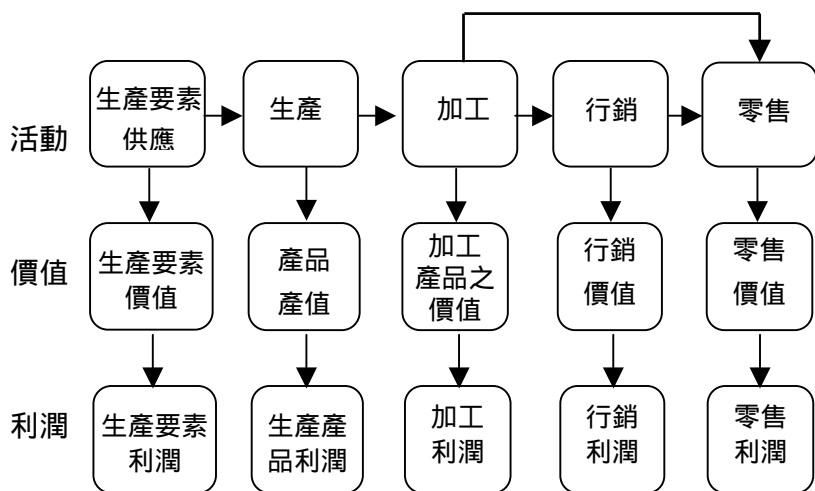 活動
生產要素
供應
生產
加工
行銷
零售
價值
生產要素
價值
產品
產值
加工
產品之
價值
行銷
價值
零售
價值
利潤
生產要素
利潤
生產產
品利潤
加工
利潤
行銷
利潤
零售
利潤